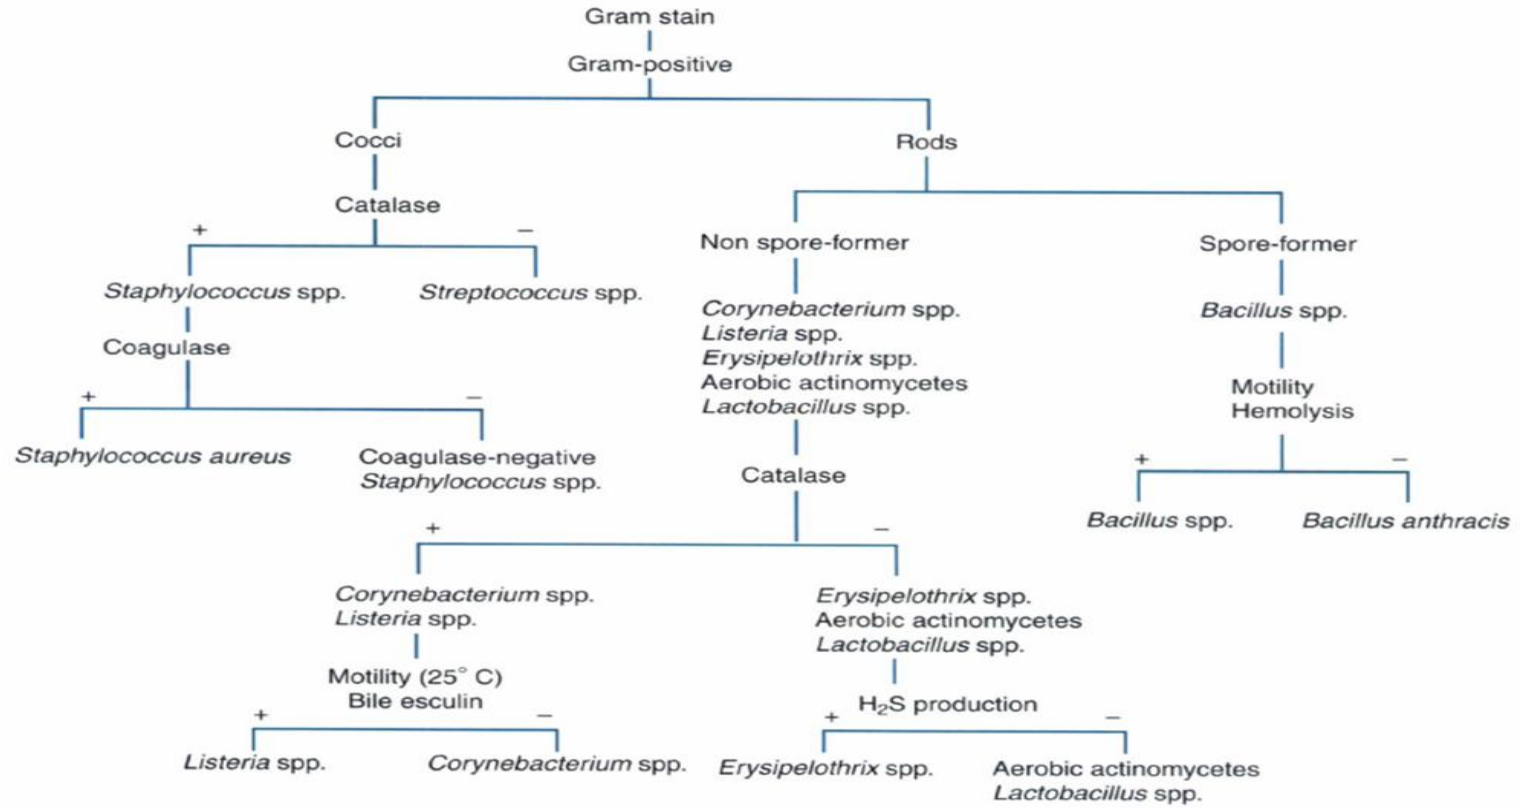 Gram stain
Gram-positive
Cocci
Rods
Catalase
+
−
Non spore-former
Spore-former
Staphylococcus spp.
Streptococcus spp.
Corynebacterium spp.
Listeria spp.
Erysipelothrix spp.
Aerobic actinomycetes
Lactobacillus spp.
Bacillus spp.
Coagulase
Motility
Hemolysis
+
−
Staphylococcus aureus
Coagulase-negative
Staphylococcus spp.
Catalase
+
−
Bacillus spp.
Bacillus anthracis
+
−
Corynebacterium spp.
Listeria spp.
Erysipelothrix spp.
Aerobic actinomycetes
Lactobacillus spp.
Motility (25° C)
Bile esculin
H₂S production
+
−
+
−
Listeria spp.
Corynebacterium spp.
Erysipelothrix spp.
Aerobic actinomycetes
Lactobacillus spp.